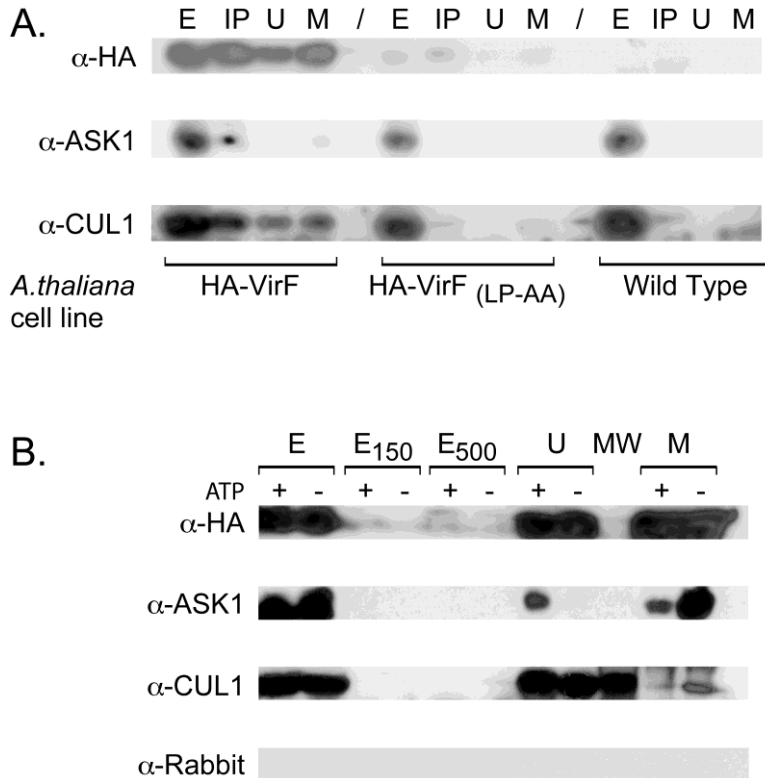 A.
E IP U M / E IP U M / E IP U M
α-HA
α-ASK1
α-CUL1
A.thaliana
cell line
HA-VirF HA-VirF (LP-AA) Wild Type
B.
E E150 E500 U MW M
ATP + - + - + - + - + -
α-HA
α-ASK1
α-CUL1
α-Rabbit